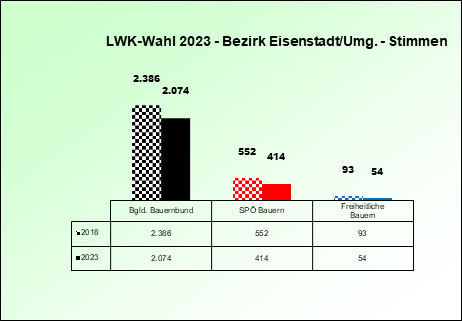 LWK-Wahl 2023 - Bezirk Eisenstadt/Umg. - Stimmen
2.386
2.074
552
414
93
54
Bgld. Bauernbund SPÖ Bauern Freiheitliche Bauern
2018 2.386 552 93
2023 2.074 414 54